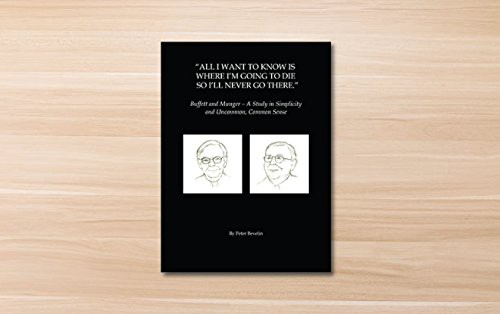 “ALL I WANT TO KNOW IS
WHERE I’M GOING TO DIE
SO I’LL NEVER GO THERE.”
Buffett and Munger – A Study in Simplicity
and Uncommon, Common Sense
By Peter Bevelin